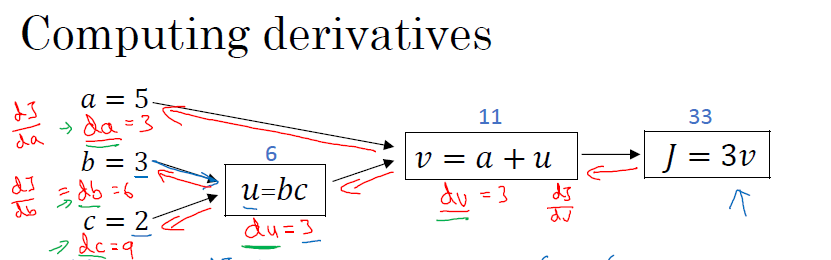 Computing derivatives
a = 5
dJ/da → da = 3
11
33
b = 3
6
v = a + u
J = 3v
dJ/db = db = 6
u=bc
dv = 3
dJ/dv
c = 2
du = 3
dc = 9